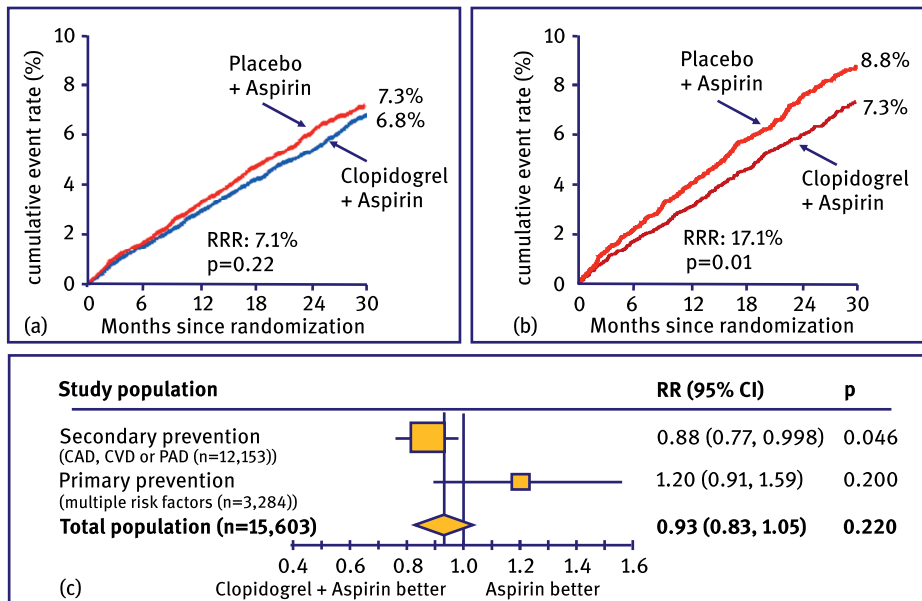 10
8
6
4
2
0
cumulative event rate (%)
Placebo
+ Aspirin
7.3%
6.8%
Clopidogrel
+ Aspirin
RRR: 7.1%
p=0.22
0 6 12 18 24 30
(a) Months since randomization
10
8
6
4
2
0
cumulative event rate (%)
Placebo
+ Aspirin
8.8%
7.3%
Clopidogrel
+ Aspirin
RRR: 17.1%
p=0.01
0 6 12 18 24 30
(b) Months since randomization
Study population RR (95% CI) p
Secondary prevention 0.88 (0.77, 0.998) 0.046
(CAD, CVD or PAD (n=12,153))
Primary prevention 1.20 (0.91, 1.59) 0.200
(multiple risk factors (n=3,284))
Total population (n=15,603) 0.93 (0.83, 1.05) 0.220
0.4 0.6 0.8 1.0 1.2 1.4 1.6
(c) Clopidogrel + Aspirin better Aspirin better